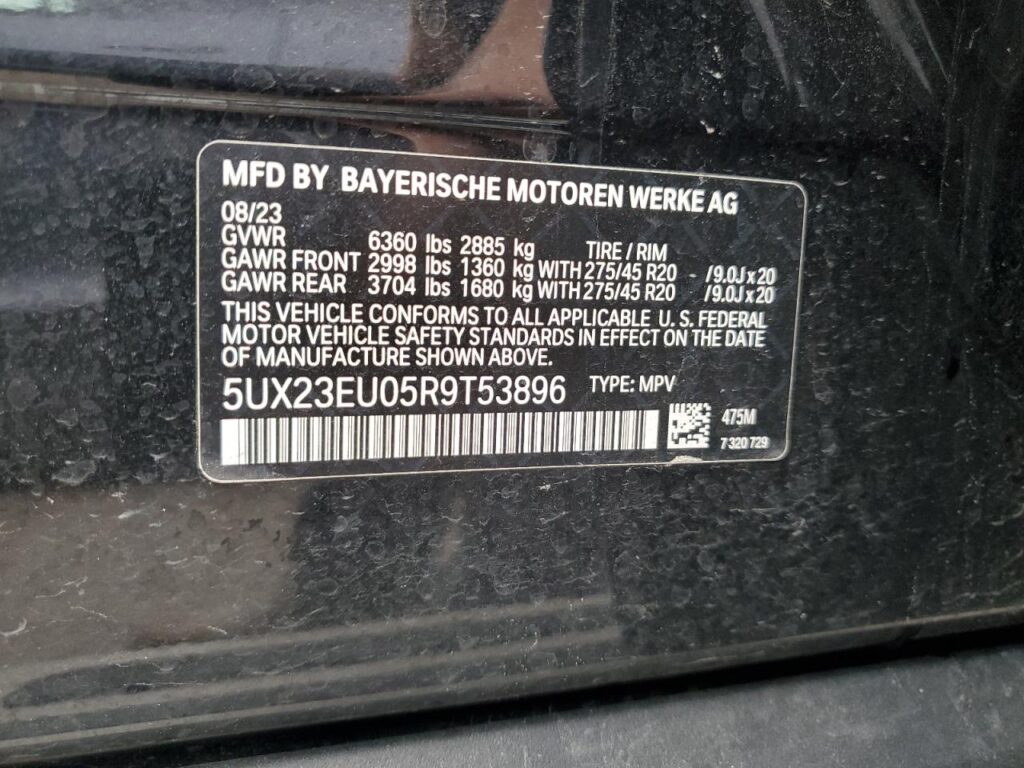 MFD BY BAYERISCHE MOTOREN WERKE AG
08/23
GVWR 6360 lbs 2885 kg TIRE / RIM
GAWR FRONT 2998 lbs 1360 kg WITH 275/45 R20 - /9.0J x 20
GAWR REAR 3704 lbs 1680 kg WITH 275/45 R20 /9.0J x 20
THIS VEHICLE CONFORMS TO ALL APPLICABLE U.S. FEDERAL
MOTOR VEHICLE SAFETY STANDARDS IN EFFECT ON THE DATE
OF MANUFACTURE SHOWN ABOVE.
5UX23EU05R9T53896 TYPE: MPV
475M
7 320 729